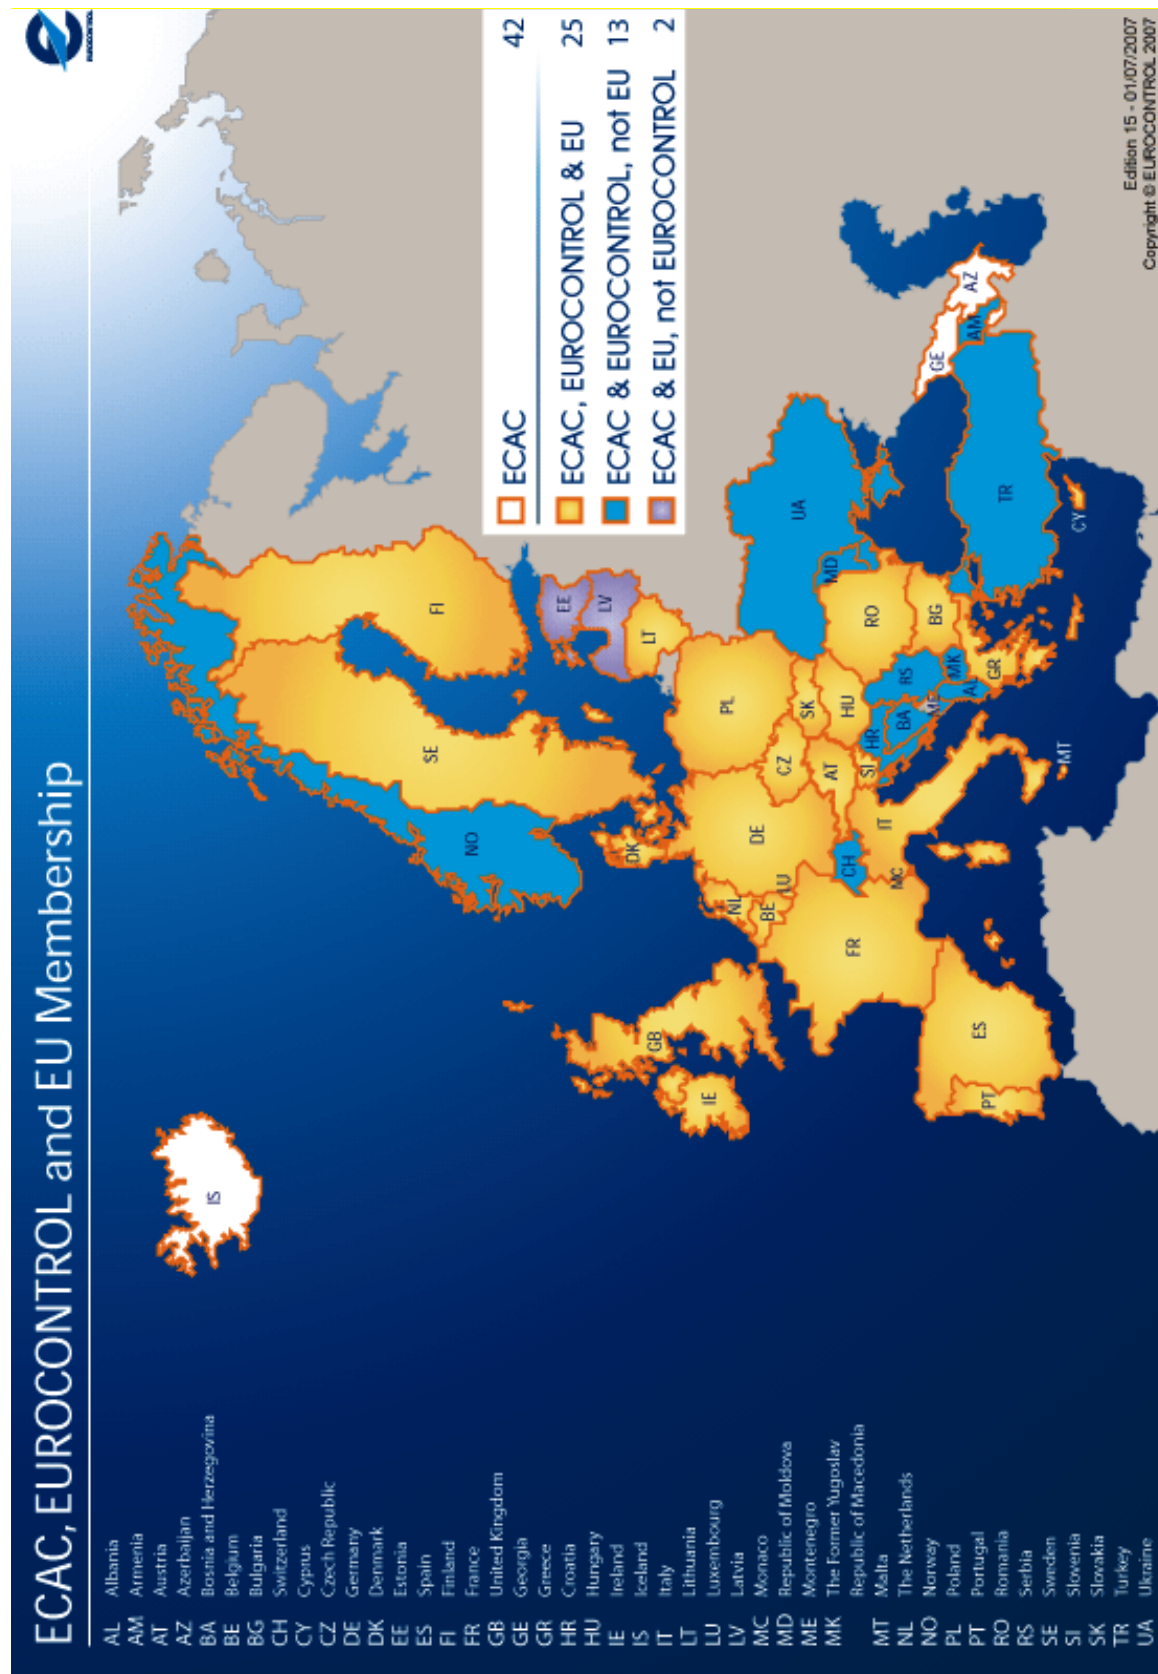 ECAC, EUROCONTROL and EU Membership
EUROCONTROL
AL Albania
AM Armenia
AT Austria
AZ Azerbaijan
BA Bosnia and Herzegovina
BE Belgium
BG Bulgaria
CH Switzerland
CY Cyprus
CZ Czech Republic
DE Germany
DK Denmark
EE Estonia
ES Spain
FI Finland
FR France
GB United Kingdom
GE Georgia
GR Greece
HR Croatia
HU Hungary
IE Ireland
IS Iceland
IT Italy
LT Lithuania
LU Luxembourg
LV Latvia
MC Monaco
MD Republic of Moldova
ME Montenegro
MK The Former Yugoslav
Republic of Macedonia
MT Malta
NL The Netherlands
NO Norway
PL Poland
PT Portugal
RO Romania
RS Serbia
SE Sweden
SI Slovenia
SK Slovakia
TR Turkey
UA Ukraine
IS
NO
SE
FI
EE
LV
LT
DK
GB
IE
NL
BE
LU
DE
PL
CZ
SK
UA
MD
FR
CH
AT
HU
RO
SI
HR
BA
RS
ME
MK
AL
BG
GR
IT
MC
ES
PT
MT
CY
TR
GE
AM
AZ
ECAC 42
ECAC, EUROCONTROL & EU 25
ECAC & EUROCONTROL, not EU 13
ECAC & EU, not EUROCONTROL 2
Edition 15 - 01/07/2007
Copyright © EUROCONTROL 2007